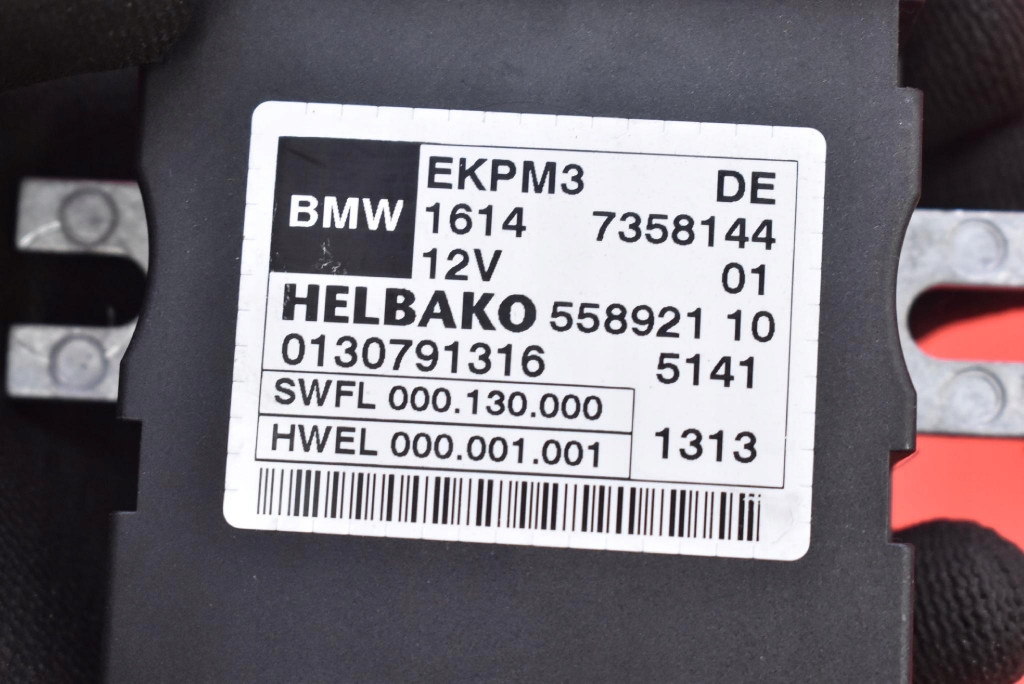 BMW EKPM3 DE
1614 7358144
12V 01
HELBAKO 558921 10
0130791316 5141
SWFL 000.130.000
HWEL 000.001.001 1313